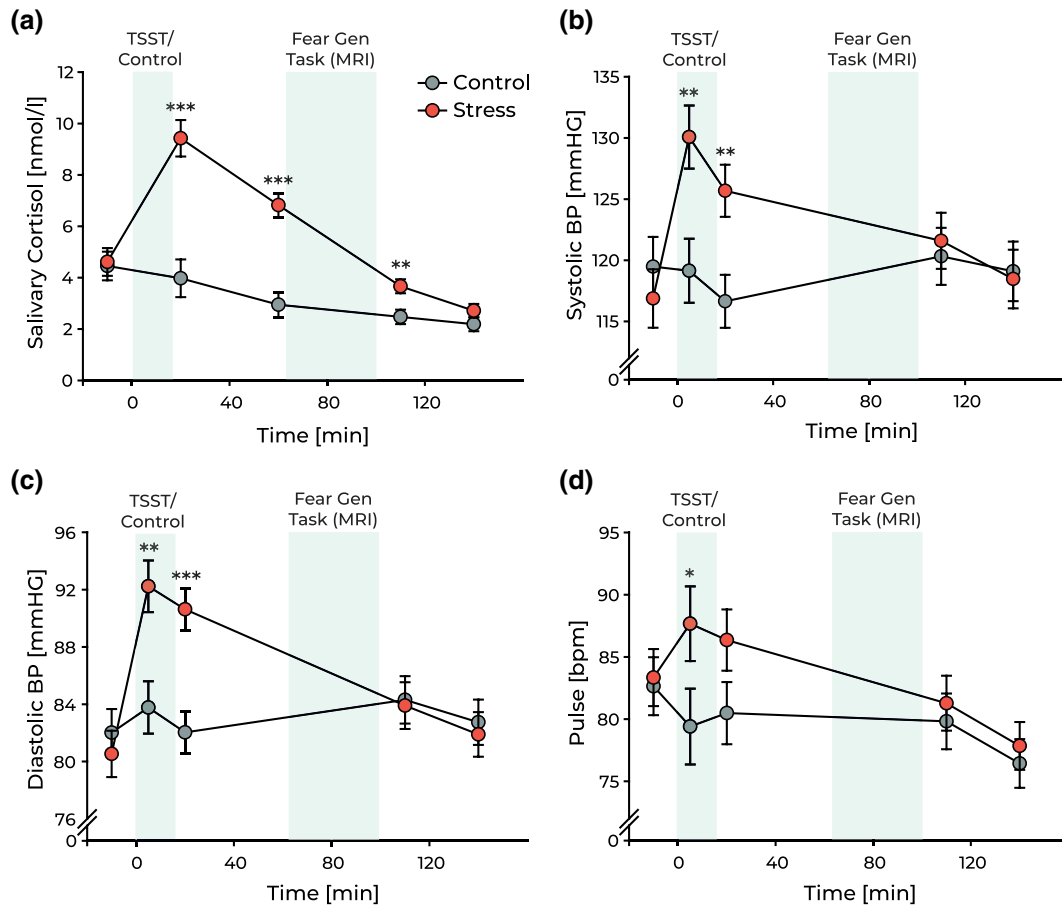 (a)
TSST/
Control
Fear Gen
Task (MRI)
Control
Stress
Salivary Cortisol [nmol/l]
12
10
8
6
4
2
0
***
***
**
0
40
80
120
Time [min]
(b)
TSST/
Control
Fear Gen
Task (MRI)
Systolic BP [mmHG]
135
130
125
120
115
0
**
**
0
40
80
120
Time [min]
(c)
TSST/
Control
Fear Gen
Task (MRI)
Diastolic BP [mmHG]
96
92
88
84
80
76
0
**
***
0
40
80
120
Time [min]
(d)
TSST/
Control
Fear Gen
Task (MRI)
Pulse [bpm]
95
90
85
80
75
0
*
0
40
80
120
Time [min]